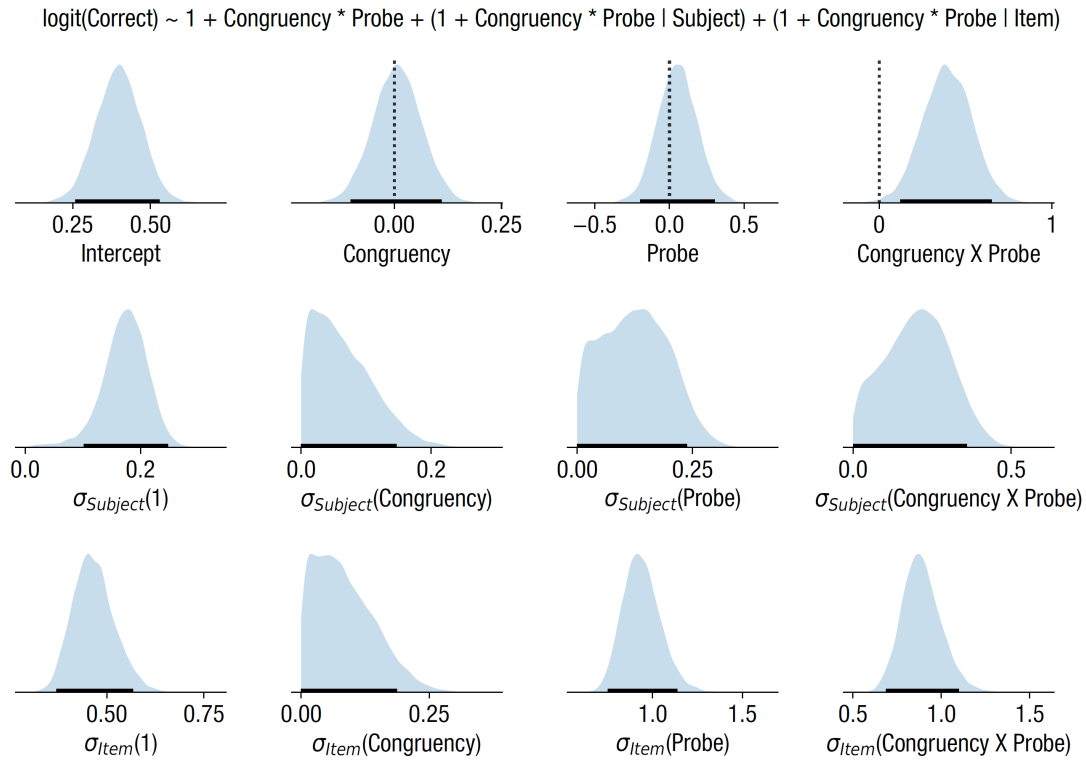 logit(Correct) ~ 1 + Congruency * Probe + (1 + Congruency * Probe | Subject) + (1 + Congruency * Probe | Item)
0.25 0.50 0.00 0.25 −0.5 0.0 0.5 0 1
Intercept Congruency Probe Congruency X Probe
0.0 0.2 0.0 0.2 0.00 0.25 0.0 0.5
σSubject(1) σSubject(Congruency) σSubject(Probe) σSubject(Congruency X Probe)
0.50 0.75 0.00 0.25 1.0 1.5 0.5 1.0 1.5
σItem(1) σItem(Congruency) σItem(Probe) σItem(Congruency X Probe)